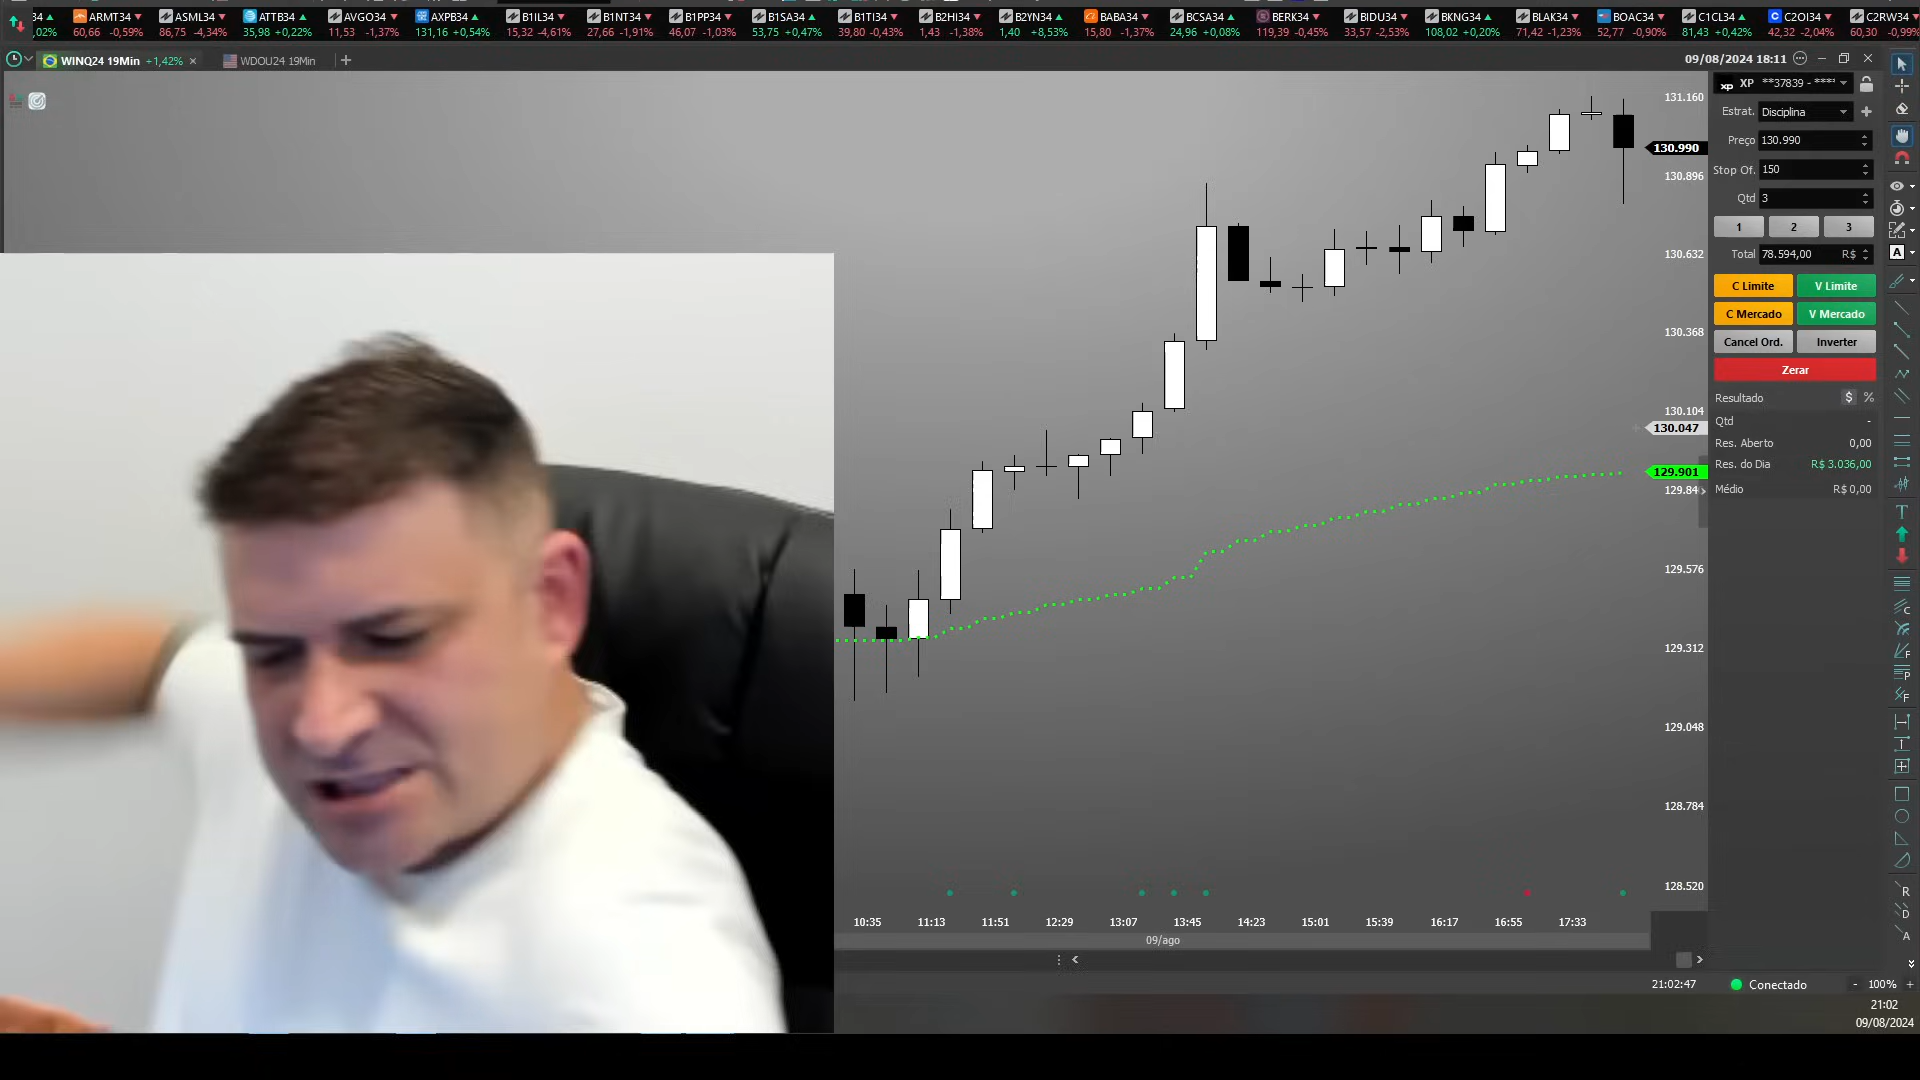 34 ARMT34 ASML34 ATTB34 AVGO34 AXPB34 B1IL34 B1NT34 B1PP34 B1SA34 B1TI34 B2HI34 B2YN34 BABA34 BCSA34 BERK34 BIDU34 BKNG34 BLAK34 BOAC34 C1CL34 C2OI34 C2RW34
,02% 60,66 -0,59% 86,75 -4,34% 35,98 +0,22% 11,53 -1,37% 131,16 +0,54% 15,32 -4,61% 27,66 -1,91% 46,07 -1,03% 53,75 +0,47% 39,80 -0,43% 1,43 -1,38% 1,40 +8,53% 15,80 -1,37% 24,96 +0,08% 119,39 -0,45% 33,57 -2,53% 108,02 +0,20% 71,42 -1,23% 52,77 -0,90% 81,43 +0,42% 42,32 -2,04% 60,30 -0,99%
WINQ24 19Min +1,42% WDOU24 19Min
09/08/2024 18:11
131.160
130.990
130.896
130.632
130.368
130.104
130.047
129.901
129.84
129.576
129.312
129.048
128.784
128.520
xp XP **37839 - ****
Estrat. Disciplina
Preço 130.990
Stop Of. 150
Qtd 3
1 2 3
Total 78.594,00 R$
C Limite V Limite
C Mercado V Mercado
Cancel Ord. Inverter
Zerar
Resultado $ %
Qtd -
Res. Aberto 0,00
Res. do Dia R$ 3.036,00
Médio R$ 0,00
A
T
C
F
P
F
R
D
A
10:35 11:13 11:51 12:29 13:07 13:45 14:23 15:01 15:39 16:17 16:55 17:33
09/ago
21:02:47 Conectado - 100% +
21:02
09/08/2024